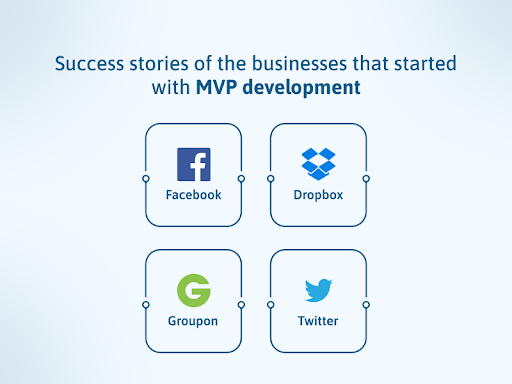 Success stories of the businesses that started
with MVP development
Facebook
Dropbox
Groupon
Twitter